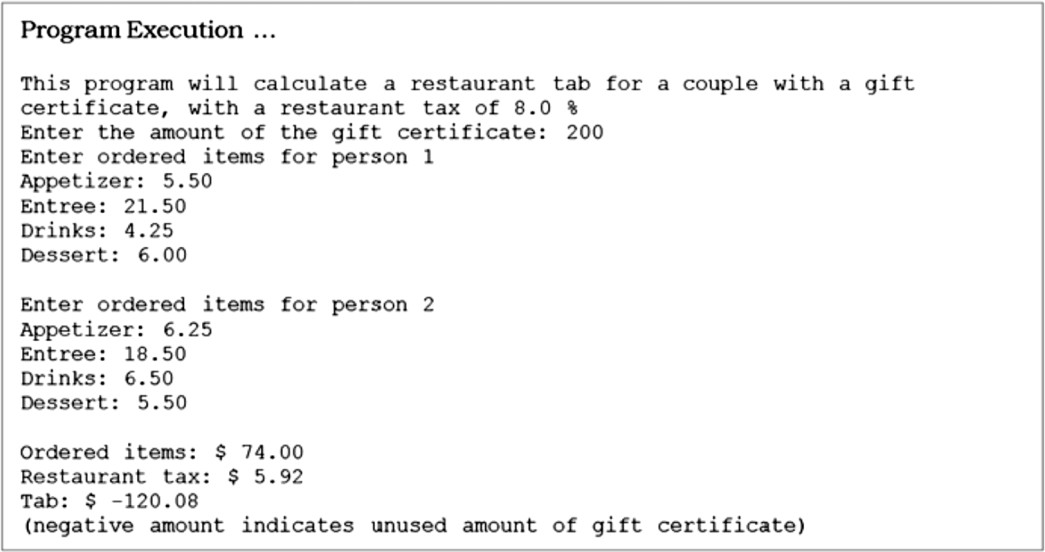 Program Execution ...
This program will calculate a restaurant tab for a couple with a gift
certificate, with a restaurant tax of 8.0 %
Enter the amount of the gift certificate: 200
Enter ordered items for person 1
Appetizer: 5.50
Entree: 21.50
Drinks: 4.25
Dessert: 6.00
Enter ordered items for person 2
Appetizer: 6.25
Entree: 18.50
Drinks: 6.50
Dessert: 5.50
Ordered items: $ 74.00
Restaurant tax: $ 5.92
Tab: $ -120.08
(negative amount indicates unused amount of gift certificate)